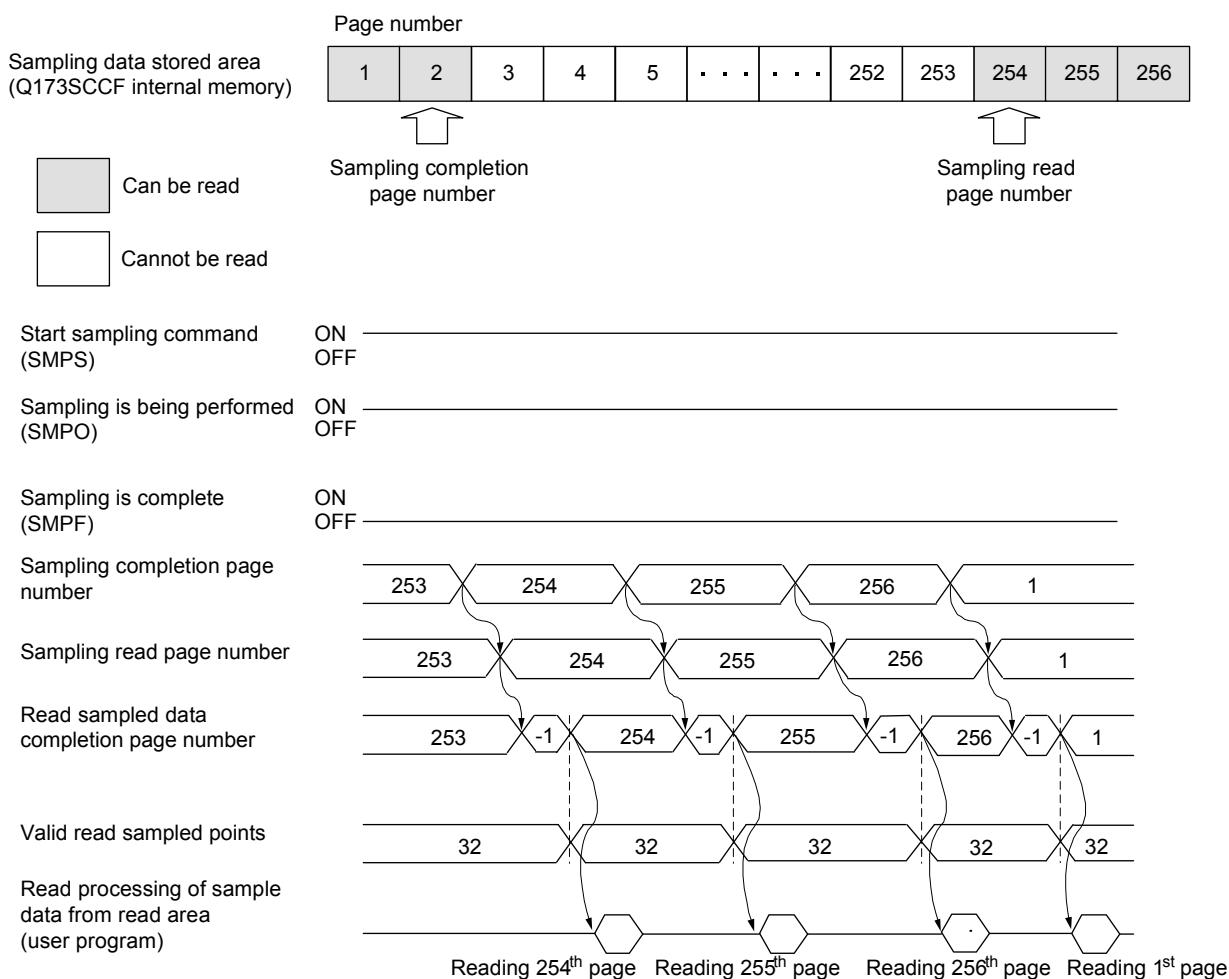 Page number
Sampling data stored area
(Q173SCCF internal memory)
1 2 3 4 5 · · · · · · 252 253 254 255 256
Sampling completion
page number
Sampling read
page number
Can be read
Cannot be read
Start sampling command
(SMPS)
ON
OFF
Sampling is being performed
(SMPO)
ON
OFF
Sampling is complete
(SMPF)
ON
OFF
Sampling completion page
number
253 254 255 256 1
Sampling read page number
253 254 255 256 1
Read sampled data
completion page number
253 -1 254 -1 255 -1 256 -1 1
Valid read sampled points
32 32 32 32 32
Read processing of sample
data from read area
(user program)
Reading 254th page Reading 255th page Reading 256th page Reading 1st page